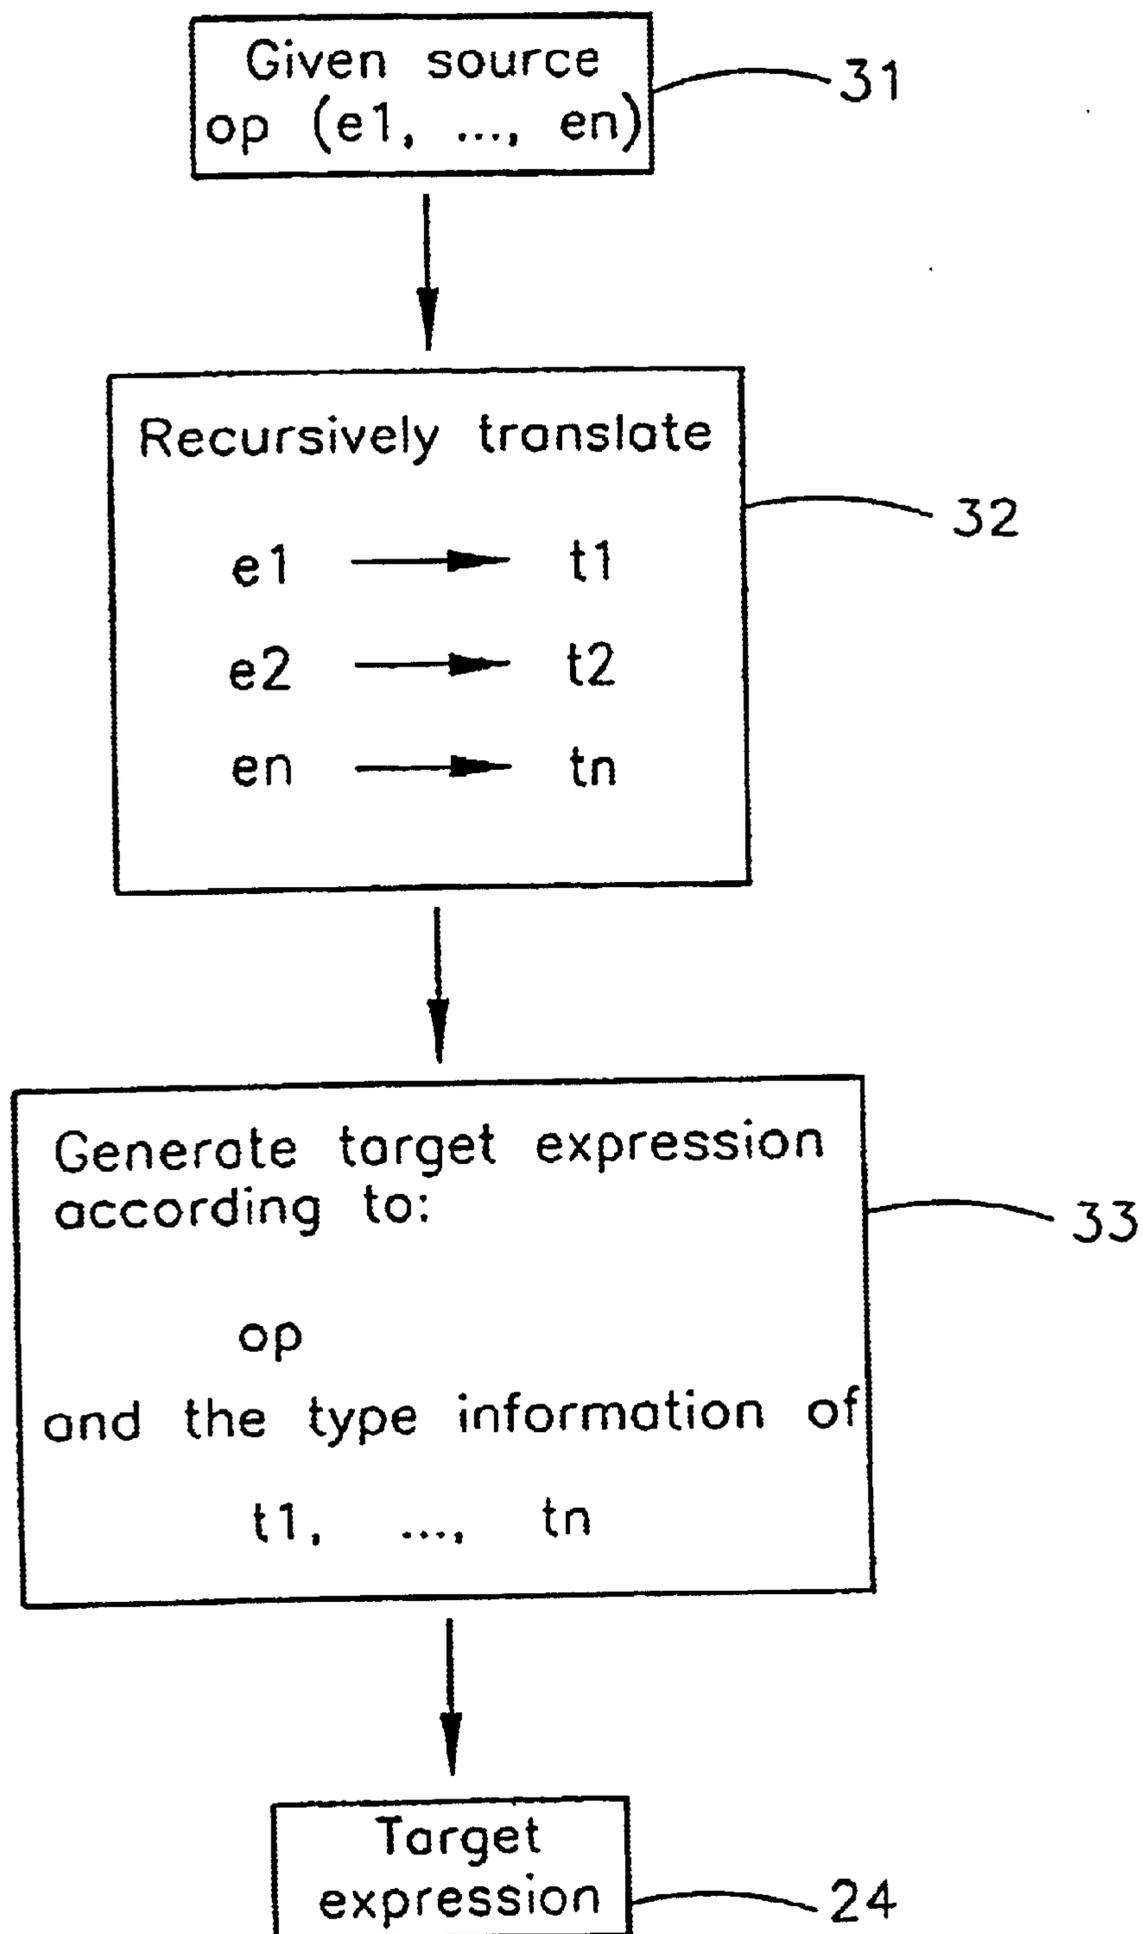 Given source
op (e1, ..., en)
31
Recursively translate
32
e1 t1
e2 t2
en tn
Generate target expression
according to:
33
op
and the type information of
t1, ..., tn
Target
expression
24